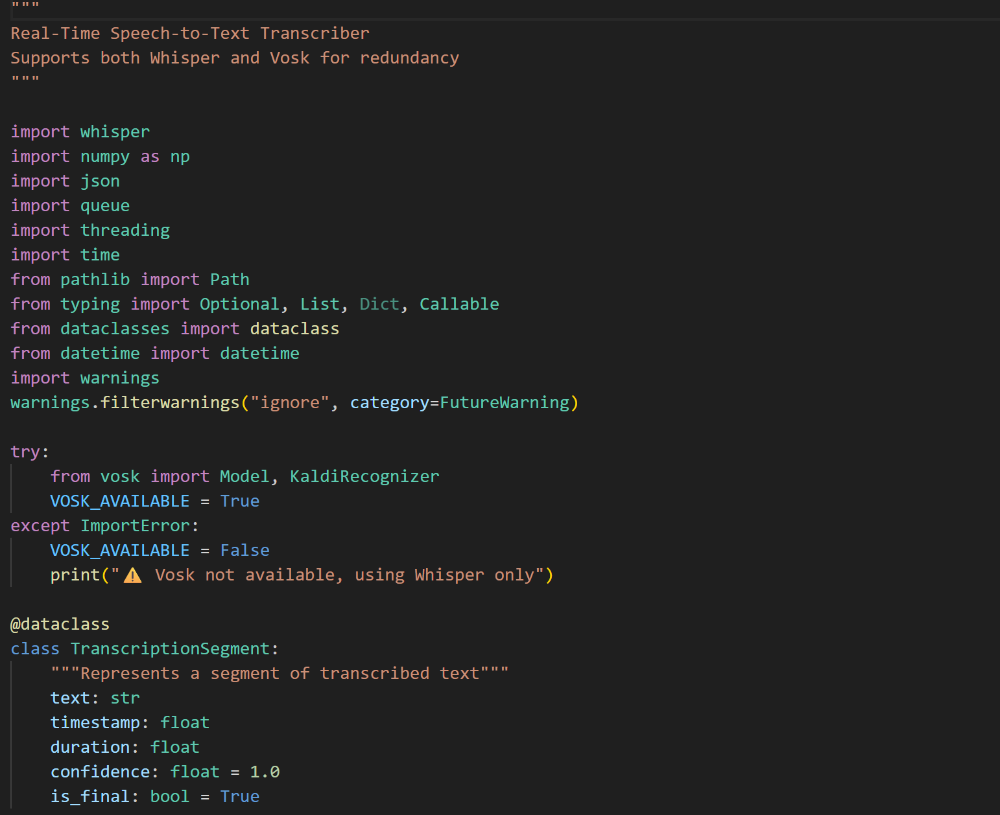 """
Real-Time Speech-to-Text Transcriber
Supports both Whisper and Vosk for redundancy
"""

import whisper
import numpy as np
import json
import queue
import threading
import time
from pathlib import Path
from typing import Optional, List, Dict, Callable
from dataclasses import dataclass
from datetime import datetime
import warnings
warnings.filterwarnings("ignore", category=FutureWarning)

try:
    from vosk import Model, KaldiRecognizer
    VOSK_AVAILABLE = True
except ImportError:
    VOSK_AVAILABLE = False
    print("⚠️ Vosk not available, using Whisper only")

@dataclass
class TranscriptionSegment:
    """Represents a segment of transcribed text"""
    text: str
    timestamp: float
    duration: float
    confidence: float = 1.0
    is_final: bool = True